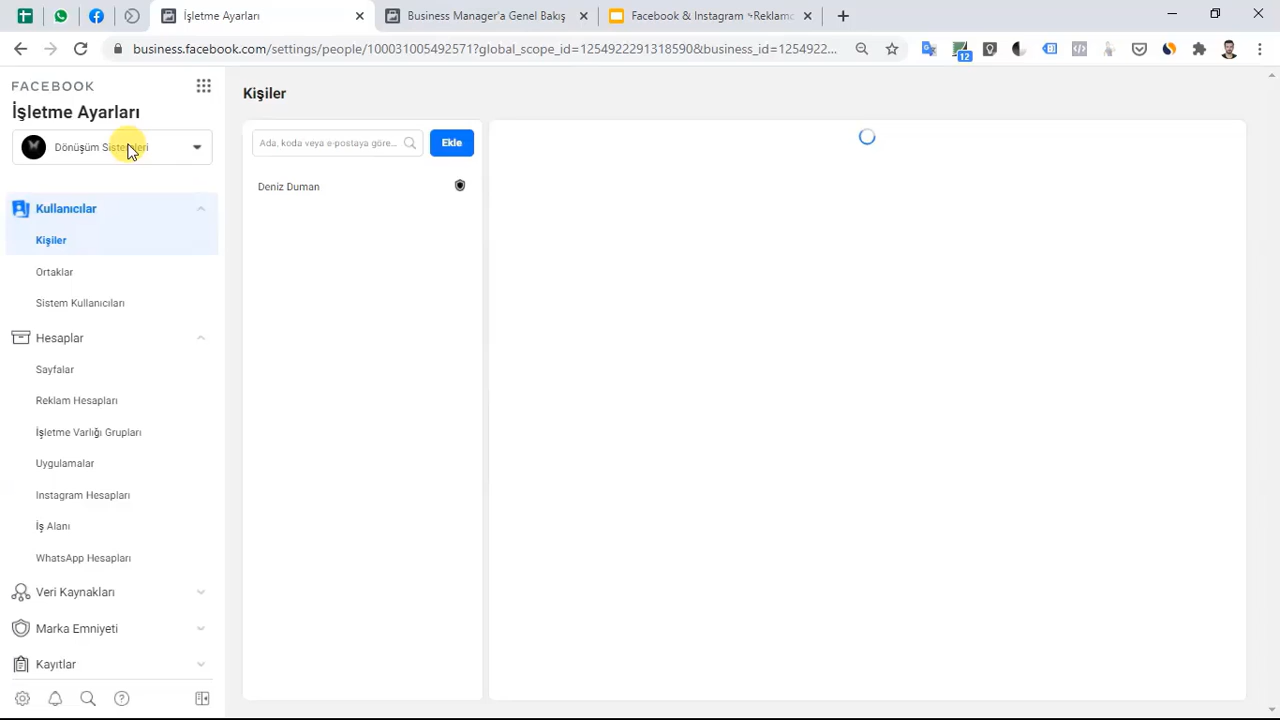 İşletme Ayarları
Business Manager'a Genel Bakış
Facebook & Instagram
business.facebook.com/settings/people/100031005492571?global_scope_id=12549222913185900&business_id=1254922...
12
FACEBOOK
İşletme Ayarları
Dönüşüm Sistemleri
Kullanıcılar
Kişiler
Ortaklar
Sistem Kullanıcıları
Hesaplar
Sayfalar
Reklam Hesapları
İşletme Varlığı Grupları
Uygulamalar
Instagram Hesapları
İş Alanı
WhatsApp Hesapları
Veri Kaynakları
Marka Emniyeti
Kayıtlar
Kişiler
Ada, koda veya e-postaya göre...
Ekle
Deniz Duman